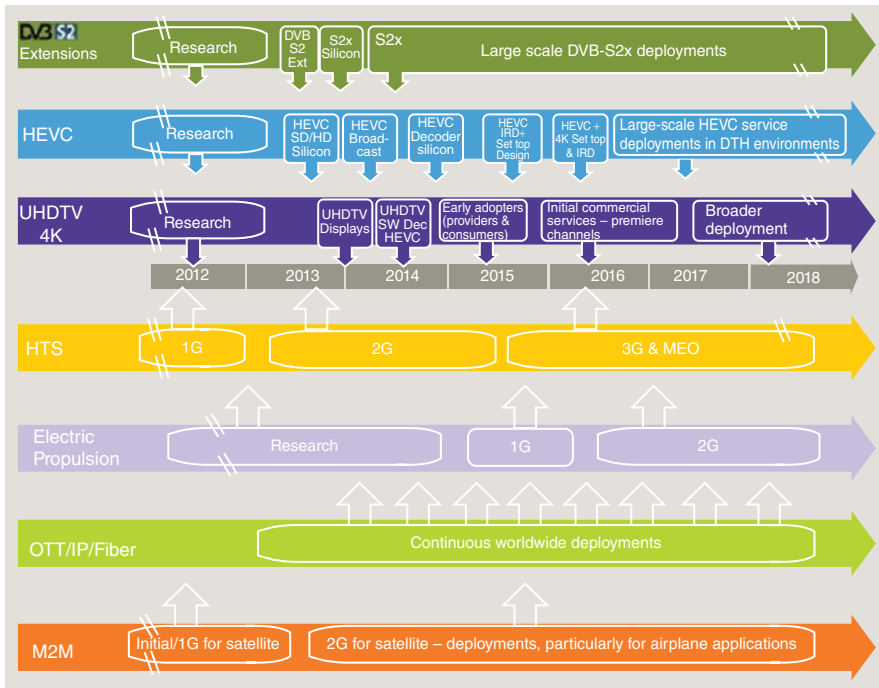 DVB S2
Extensions
Research
DVB
S2
Ext
S2x
Silicon
S2x
Large scale DVB-S2x deployments
HEVC
Research
HEVC
SD/HD
Silicon
HEVC
Broad-
cast
HEVC
Decoder
silicon
HEVC
IRD+
Set top
Design
HEVC +
4K Set top
& IRD
Large-scale HEVC service
deployments in DTH environments
UHDTV
4K
Research
UHDTV
Displays
UHDTV
SW Dec
HEVC
Early adopters
(providers &
consumers)
Initial commercial
services – premiere
channels
Broader
deployment
2012
2013
2014
2015
2016
2017
2018
HTS
1G
2G
3G & MEO
Electric
Propulsion
Research
1G
2G
OTT/IP/Fiber
Continuous worldwide deployments
M2M
Initial/1G for satellite
2G for satellite – deployments, particularly for airplane applications